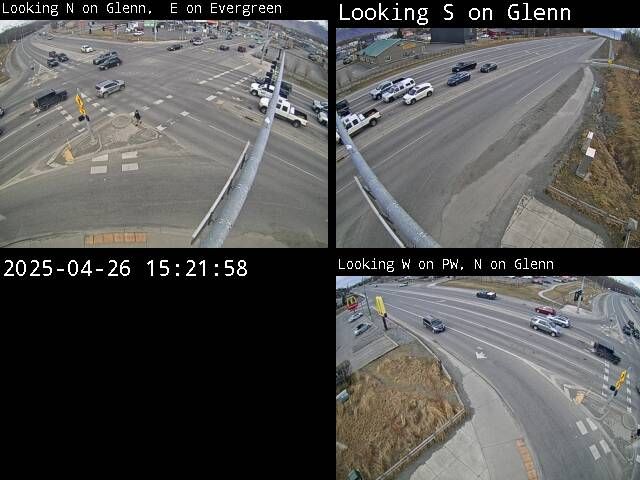 Looking N on Glenn, E on Evergreen
Looking S on Glenn
2025-04-26 15:21:58
Looking W on PW, N on Glenn